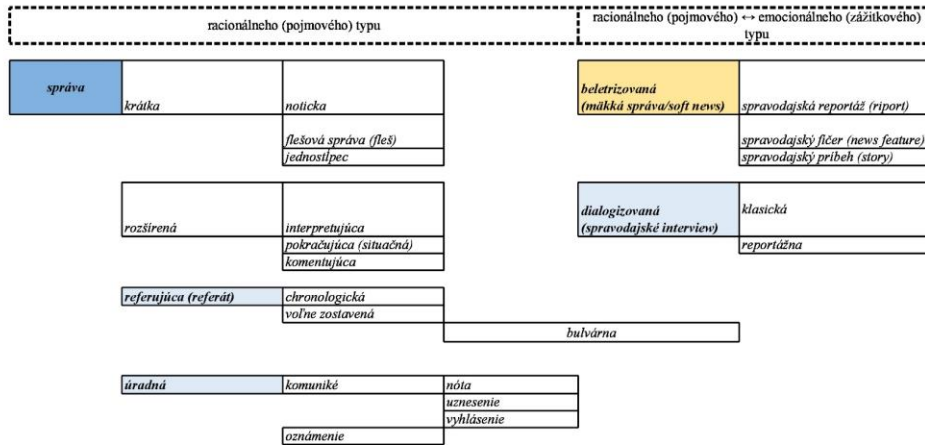 racionálneho (pojmového) typu
racionálneho (pojmového) ↔ emocionálneho (zážitkového)
typu
správa
krátka
noticka
flešová správa (fleš)
jednostĺpec
rozšírená
interpretujúca
pokračujúca (situačná)
komentujúca
referujúca (referát)
chronologická
voľne zostavená
bulvárna
úradná
komuniké
nóta
uznesenie
vyhlásenie
oznámenie
beletrizovaná
(mäkká správa/soft news)
spravodajská reportáž (riport)
spravodajský fíčer (news feature)
spravodajský príbeh (story)
dialogizovaná
(spravodajské interview)
klasická
reportážna